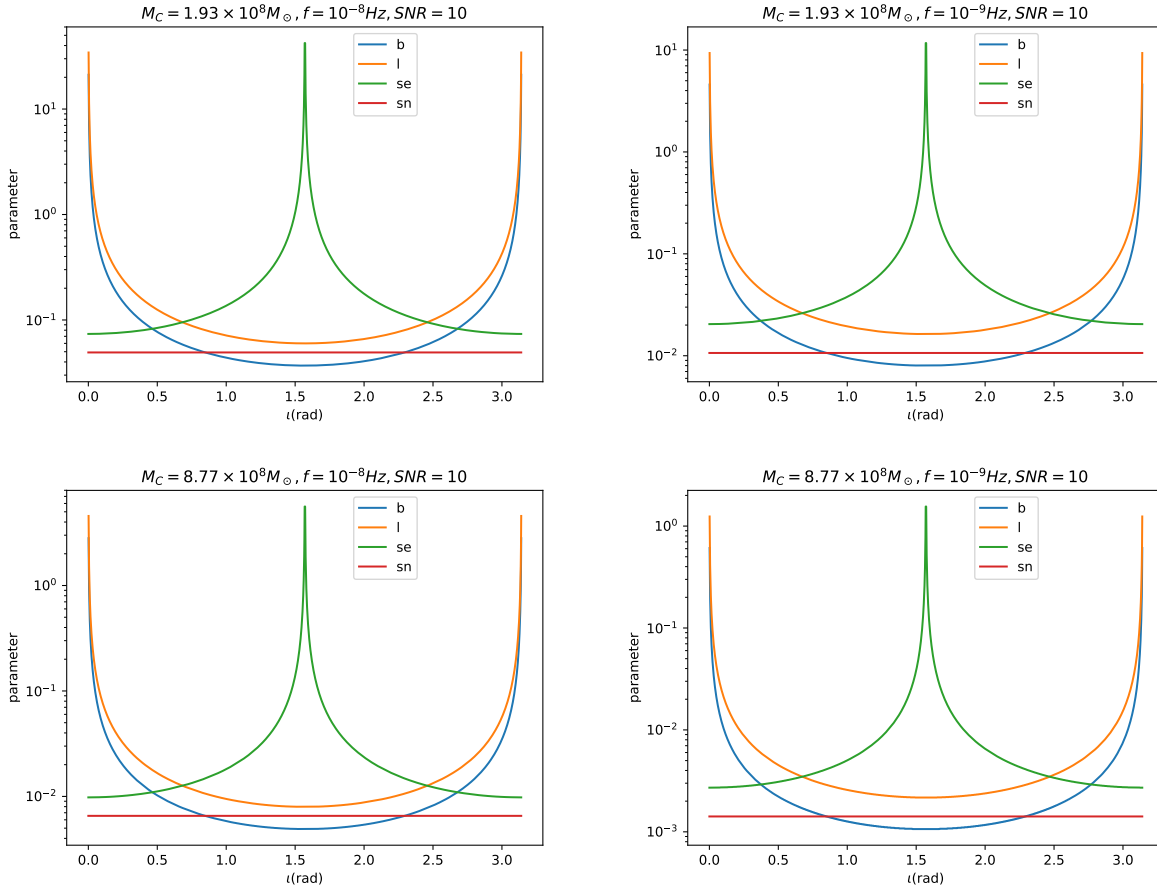 M_C = 1.93 × 10^8 M_⊙, f = 10^−8 Hz, SNR = 10
b
l
se
sn
10^1
10^0
10^−1
parameter
0.0 0.5 1.0 1.5 2.0 2.5 3.0
ι(rad)
M_C = 1.93 × 10^8 M_⊙, f = 10^−9 Hz, SNR = 10
b
l
se
sn
10^1
10^0
10^−1
10^−2
parameter
0.0 0.5 1.0 1.5 2.0 2.5 3.0
ι(rad)
M_C = 8.77 × 10^8 M_⊙, f = 10^−8 Hz, SNR = 10
b
l
se
sn
10^0
10^−1
10^−2
parameter
0.0 0.5 1.0 1.5 2.0 2.5 3.0
ι(rad)
M_C = 8.77 × 10^8 M_⊙, f = 10^−9 Hz, SNR = 10
b
l
se
sn
10^0
10^−1
10^−2
10^−3
parameter
0.0 0.5 1.0 1.5 2.0 2.5 3.0
ι(rad)